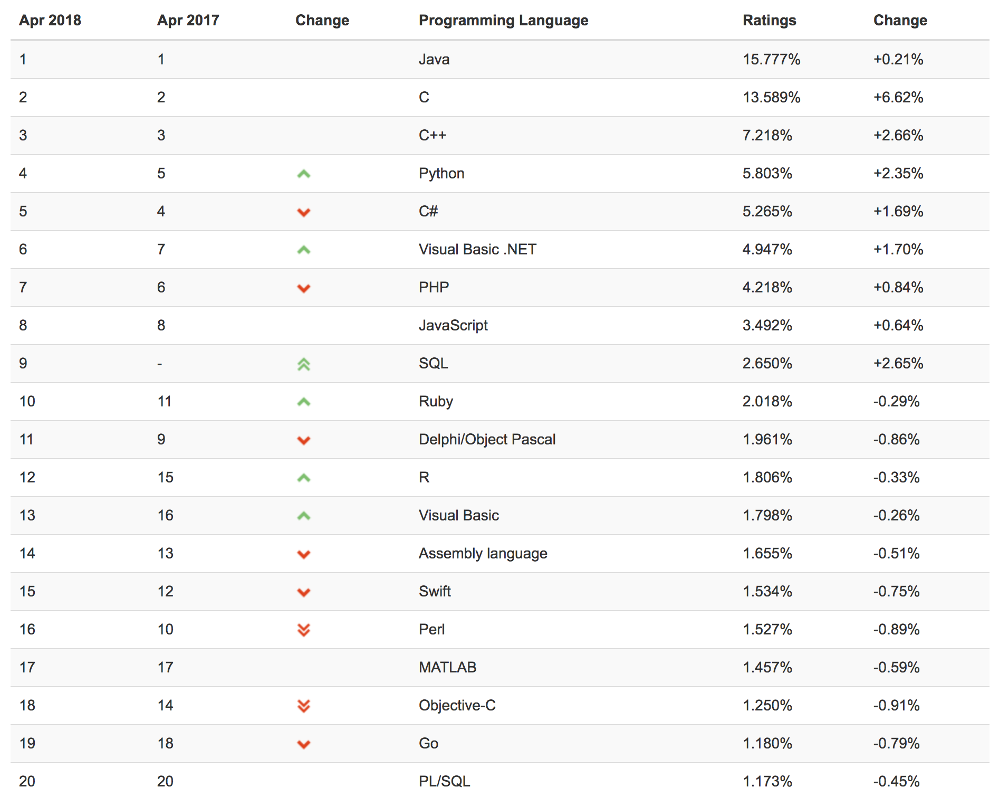 Apr 2018 Apr 2017 Change Programming Language Ratings Change
1 1 Java 15.777% +0.21%
2 2 C 13.589% +6.62%
3 3 C++ 7.218% +2.66%
4 5 Python 5.803% +2.35%
5 4 C# 5.265% +1.69%
6 7 Visual Basic .NET 4.947% +1.70%
7 6 PHP 4.218% +0.84%
8 8 JavaScript 3.492% +0.64%
9 - SQL 2.650% +2.65%
10 11 Ruby 2.018% -0.29%
11 9 Delphi/Object Pascal 1.961% -0.86%
12 15 R 1.806% -0.33%
13 16 Visual Basic 1.798% -0.26%
14 13 Assembly language 1.655% -0.51%
15 12 Swift 1.534% -0.75%
16 10 Perl 1.527% -0.89%
17 17 MATLAB 1.457% -0.59%
18 14 Objective-C 1.250% -0.91%
19 18 Go 1.180% -0.79%
20 20 PL/SQL 1.173% -0.45%